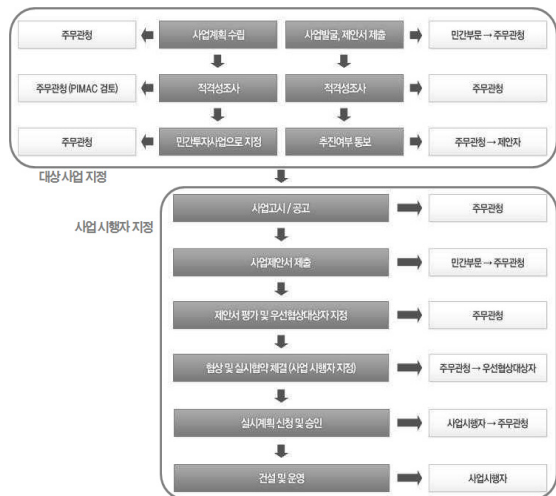 주무관청
사업계획 수립
사업발굴, 제안서 제출
민간부문 → 주무관청
주무관청(PIMAC 검토)
적격성조사
적격성조사
주무관청
주무관청
민간투자사업으로 지정
추진여부 통보
주무관청 → 제안자
대상 사업 지정
사업 시행자 지정
사업고시 / 공고
주무관청
사업제안서 제출
민간부문 → 주무관청
제안서 평가 및 우선협상대상자 지정
주무관청
협상 및 실시협약 체결 (사업 시행자 지정)
주무관청 → 우선협상대상자
실시계획 신청 및 승인
사업시행자 → 주무관청
건설 및 운영
사업시행자